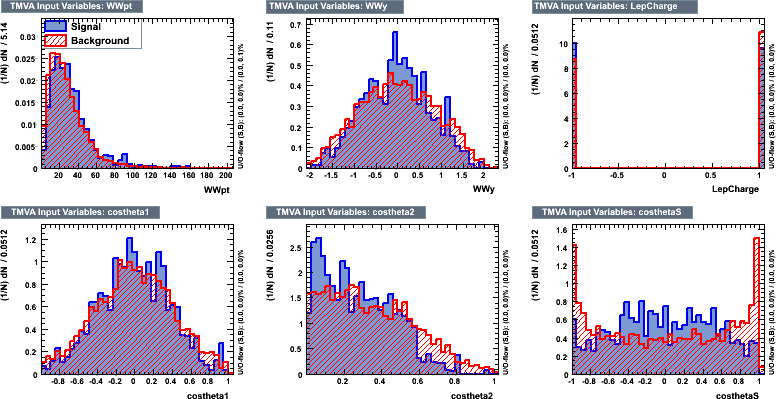 TMVA Input Variables: WWpt
(1/N) dN / 5.14
0.03
0.025
0.02
0.015
0.01
0.005
0
Signal
Background
20 40 60 80 100 120 140 160 180 200
WWpt
U/O-flow (S,B): (0.0, 0.0)% / (0.0, 0.1)%
TMVA Input Variables: WWy
(1/N) dN / 0.11
0.7
0.6
0.5
0.4
0.3
0.2
0.1
0
-2 -1.5 -1 -0.5 0 0.5 1 1.5 2
WWy
U/O-flow (S,B): (0.0, 0.0)% / (0.0, 0.0)%
TMVA Input Variables: LepCharge
(1/N) dN / 0.0512
10
8
6
4
2
0
-1 -0.5 0 0.5 1
LepCharge
U/O-flow (S,B): (0.0, 0.0)% / (0.0, 0.0)%
TMVA Input Variables: costheta1
(1/N) dN / 0.0512
1.2
1
0.8
0.6
0.4
0.2
0
-0.8 -0.6 -0.4 -0.2 0 0.2 0.4 0.6 0.8 1
costheta1
U/O-flow (S,B): (0.0, 0.0)% / (0.0, 0.0)%
TMVA Input Variables: costheta2
(1/N) dN / 0.0256
2.5
2
1.5
1
0.5
0
0.2 0.4 0.6 0.8 1
costheta2
U/O-flow (S,B): (0.0, 0.0)% / (0.0, 0.0)%
TMVA Input Variables: costhetaS
(1/N) dN / 0.0512
1.6
1.4
1.2
1
0.8
0.6
0.4
0.2
0
-1 -0.8 -0.6 -0.4 -0.2 0 0.2 0.4 0.6 0.8 1
costhetaS
U/O-flow (S,B): (0.0, 0.0)% / (0.0, 0.0)%